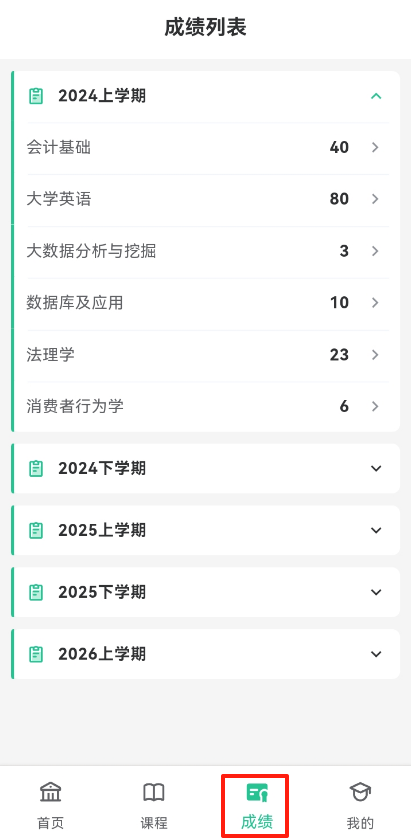 成绩列表
2024上学期
会计基础 40
大学英语 80
大数据分析与挖掘 3
数据库及应用 10
法理学 23
消费者行为学 6
2024下学期
2025上学期
2025下学期
2026上学期
首页 课程 成绩 我的